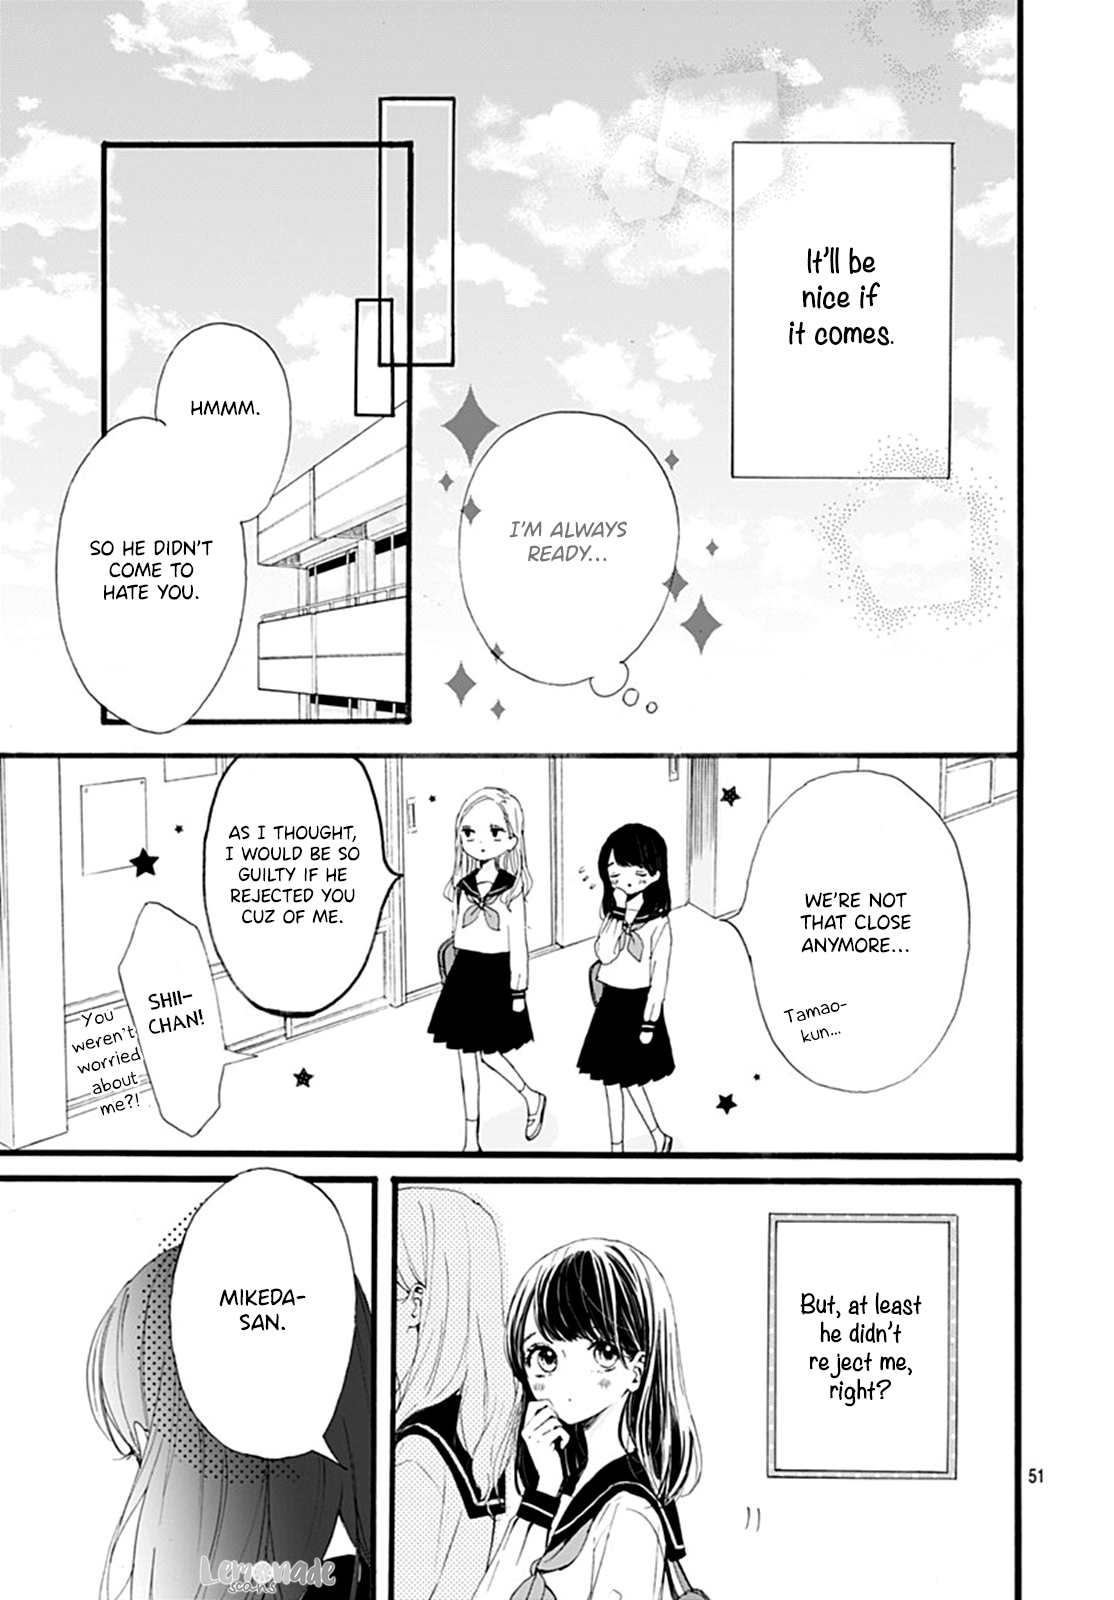 It'll be
nice if
it comes.
I'M ALWAYS
READY...
HMMM.
SO HE DIDN'T
COME TO
HATE YOU.
WE'RE NOT
THAT CLOSE
ANYMORE...
Tamao-
kun...
AS I THOUGHT,
I WOULD BE SO
GUILTY IF HE
REJECTED YOU
CUZ OF ME.
SHII-
CHAN!
You
weren't
worried
about
me?!
But, at least
he didn't
reject me,
right?
MIKEDA-
SAN.
51
Lemonade
scans